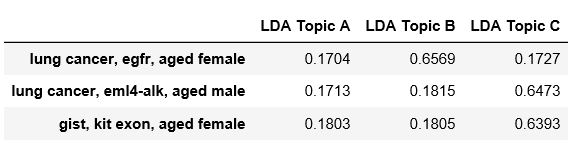 LDA Topic A LDA Topic B LDA Topic C
lung cancer, egfr, aged female 0.1704 0.6569 0.1727
lung cancer, eml4-alk, aged male 0.1713 0.1815 0.6473
gist, kit exon, aged female 0.1803 0.1805 0.6393